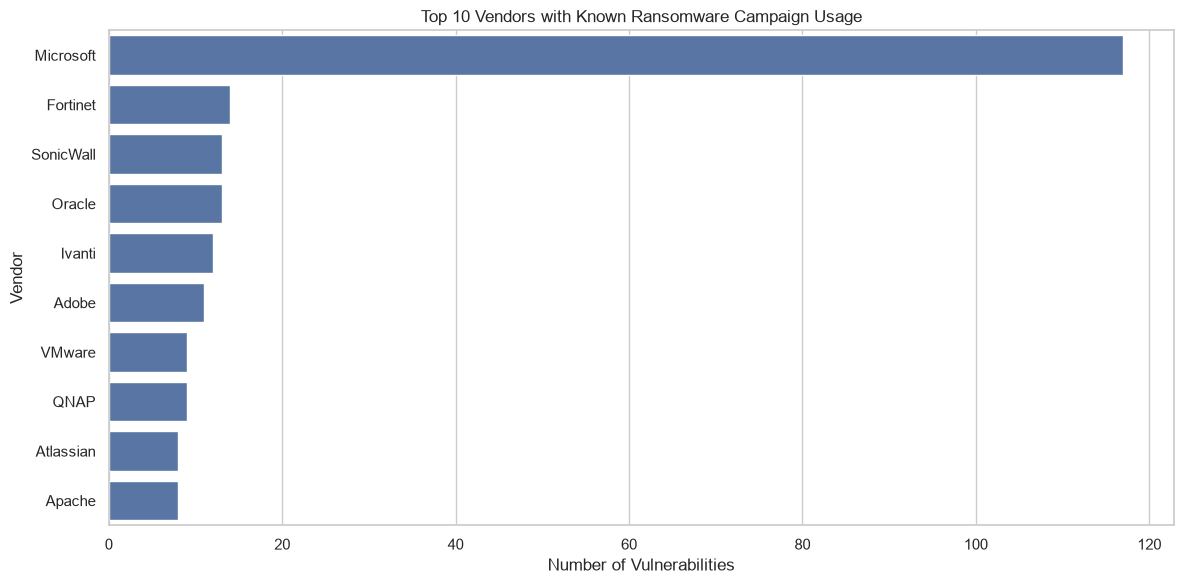 Top 10 Vendors with Known Ransomware Campaign Usage
Vendor
Microsoft
Fortinet
SonicWall
Oracle
Ivanti
Adobe
VMware
QNAP
Atlassian
Apache
0 20 40 60 80 100 120
Number of Vulnerabilities